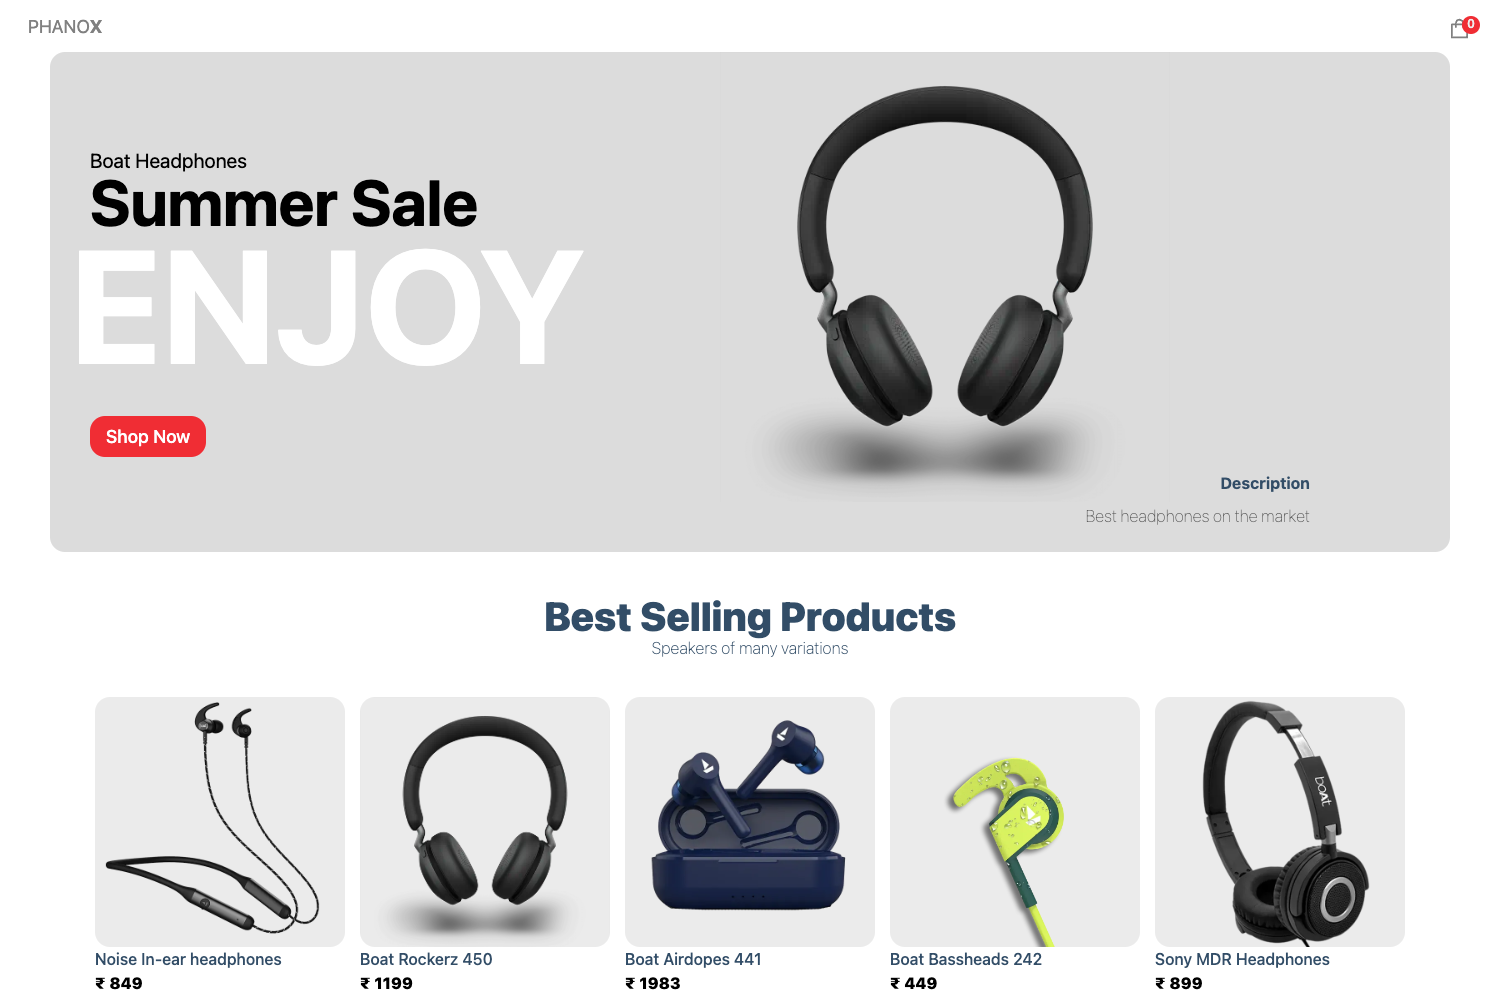 PHANOX
0
Boat Headphones
Summer Sale
ENJOY
Shop Now
Description
Best headphones on the market
Best Selling Products
Speakers of many variations
boAt
Noise In-ear headphones
₹ 849
Boat Rockerz 450
₹ 1199
Boat Airdopes 441
₹ 1983
Boat Bassheads 242
₹ 449
Sony MDR Headphones
₹ 899